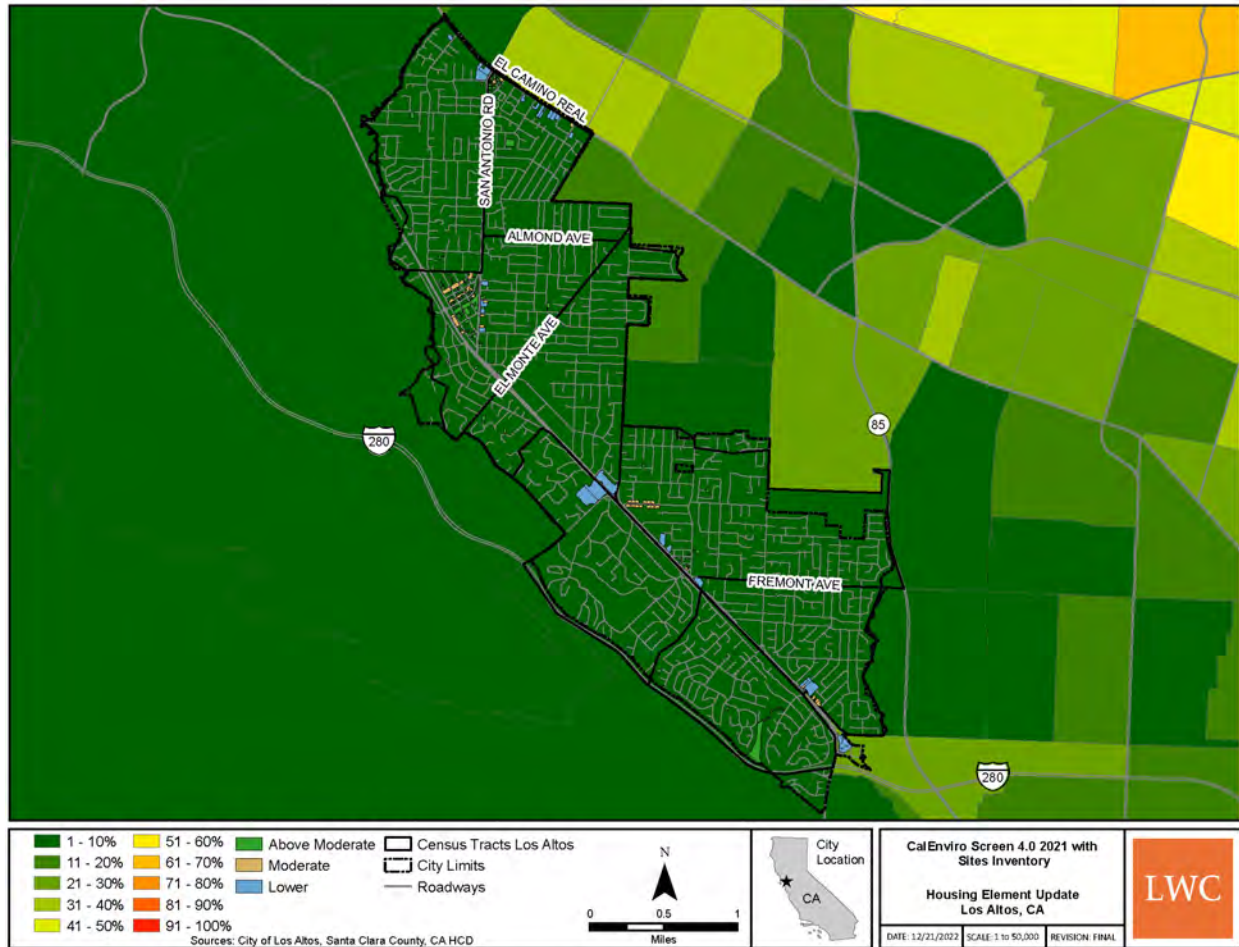 EL CAMINO REAL
SAN ANTONIO RD
ALMOND AVE
EL MONTE AVE
280
85
FREMONT AVE
280
1 - 10%
11 - 20%
21 - 30%
31 - 40%
41 - 50%
51 - 60%
61 - 70%
71 - 80%
81 - 90%
91 - 100%
Above Moderate
Moderate
Lower
Census Tracts Los Altos
City Limits
Roadways
Sources: City of Los Altos, Santa Clara County, CA HCD
N
0 0.5 1
Miles
City
Location
CA
CalEnviro Screen 4.0 2021 with
Sites Inventory
Housing Element Update
Los Altos, CA
DATE: 12/21/2022 SCALE: 1 to 50,000 REVISION: FINAL
LWC